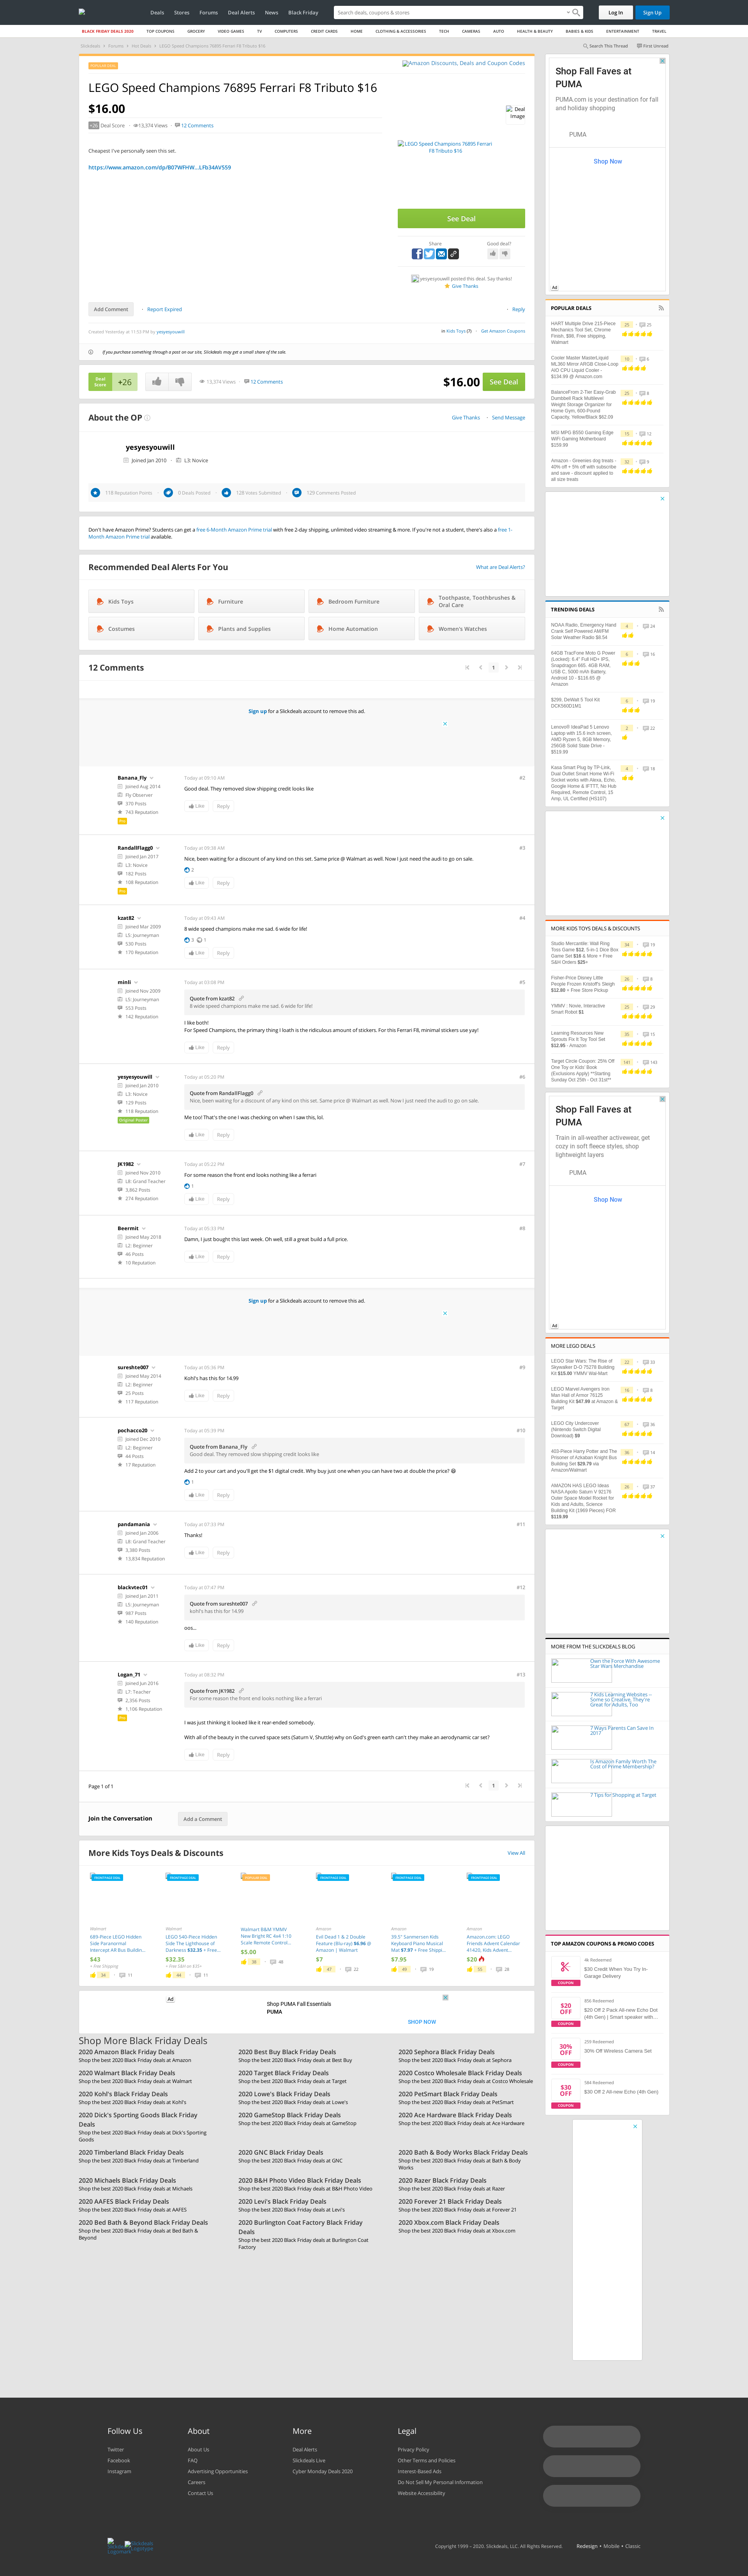 Deals Stores Forums Deal Alerts News Black Friday
Search deals, coupons & stores
Log In Sign Up
BLACK FRIDAY DEALS 2020 TOP COUPONS GROCERY VIDEO GAMES TV COMPUTERS CREDIT CARDS HOME CLOTHING & ACCESSORIES TECH CAMERAS AUTO HEALTH & BEAUTY BABIES & KIDS ENTERTAINMENT TRAVEL
Slickdeals > Forums > Hot Deals > LEGO Speed Champions 76895 Ferrari F8 Tributo $16
Search This Thread First Unread
Amazon Discounts, Deals and Coupon Codes
LEGO Speed Champions 76895 Ferrari F8 Tributo $16
$16.00
+26 Deal Score 13,374 Views 12 Comments
Cheapest I've personally seen this set.
https://www.amazon.com/dp/B07WFHW...LFb34AV559
Deal Image
LEGO Speed Champions 76895 Ferrari F8 Tributo $16
See Deal
Share
Good deal?
yesyesyouwill posted this deal. Say thanks!
Give Thanks
Add Comment Report Expired Reply
Created Yesterday at 11:53 PM by yesyesyouwill
Kids Toys (?) Get Amazon Coupons
If you purchase something through a post on our site, Slickdeals may get a small share of the sale.
Deal Score +26
13,374 Views 12 Comments
$16.00 See Deal
About the OP
Give Thanks Send Message
yesyesyouwill
Joined Jan 2010 L3: Novice
118 Reputation Points 0 Deals Posted 128 Votes Submitted 129 Comments Posted
Don't have Amazon Prime? Students can get a free 6-Month Amazon Prime trial with free 2-day shipping, unlimited video streaming & more. If you're not a student, there's also a free 1-
Month Amazon Prime trial available.
Recommended Deal Alerts For You
What are Deal Alerts?
Kids Toys Furniture Bedroom Furniture Toothpaste, Toothbrushes & Oral Care
Costumes Plants and Supplies Home Automation Women's Watches
12 Comments
1
Sign up for a Slickdeals account to remove this ad.
Banana_Fly
Joined Aug 2014
Fly Observer
370 Posts
743 Reputation
Pro
Today at 09:19 AM
#2
Good deal. They removed slow shipping credit looks like
Like Reply
RandallFlagg0
Joined Jan 2017
L3: Novice
182 Posts
108 Reputation
Pro
Today at 09:38 AM
#3
Nice, been waiting for a discount of any kind on this set. Same price @ Walmart as well. Now I just need the audi to go on sale.
2
Like Reply
kzat82
Joined Mar 2009
L5: Journeyman
530 Posts
170 Reputation
Today at 09:43 AM
#4
8 wide speed champions make me sad. 6 wide for life!
3 1
Like Reply
minli
Joined Nov 2009
L5: Journeyman
553 Posts
142 Reputation
Today at 03:08 PM
#5
Quote from kzat82
8 wide speed champions make me sad. 6 wide for life!
I like both!
For Speed Champions, the primary thing I loath is the ridiculous amount of stickers. For this Ferrari F8, minimal stickers use yay!
Like Reply
yesyesyouwill
Joined Jan 2010
L3: Novice
129 Posts
118 Reputation
Original Poster
Today at 05:20 PM
#6
Quote from RandallFlagg0
Nice, been waiting for a discount of any kind on this set. Same price @ Walmart as well. Now I just need the audi to go on sale.
Me too! That's the one I was checking on when I saw this, lol.
Like Reply
JK1982
Joined Nov 2010
L8: Grand Teacher
3,862 Posts
274 Reputation
Today at 05:22 PM
#7
For some reason the front end looks nothing like a ferrari
1
Like Reply
Beermit
Joined May 2018
L2: Beginner
46 Posts
10 Reputation
Today at 05:33 PM
#8
Damn, I just bought this last week. Oh well, still a great build a full price.
Like Reply
Sign up for a Slickdeals account to remove this ad.
sureshte007
Joined May 2014
L2: Beginner
25 Posts
117 Reputation
Today at 05:36 PM
#9
Kohl's has this for 14.99
Like Reply
pochacco20
Joined Dec 2010
L2: Beginner
44 Posts
17 Reputation
Today at 05:39 PM
#10
Quote from Banana_Fly
Good deal. They removed slow shipping credit looks like
Add 2 to your cart and you'll get the $1 digital credit. Why buy just one when you can have two at double the price?
1
Like Reply
pandamania
Joined Jan 2006
L8: Grand Teacher
3,380 Posts
13,834 Reputation
Today at 07:33 PM
#11
Thanks!
Like Reply
blackvtec01
Joined Jan 2011
L5: Journeyman
987 Posts
140 Reputation
Today at 07:47 PM
#12
Quote from sureshte007
kohl's has this for 14.99
oos...
Like Reply
Logan_71
Joined Jun 2016
L7: Teacher
2,356 Posts
1,106 Reputation
Pro
Today at 08:32 PM
#13
Quote from JK1982
For some reason the front end looks nothing like a ferrari
I was just thinking it looked like it rear-ended somebody.
With all of the beauty in the curved space sets (Saturn V, Shuttle) why on God's green earth can't they make an aerodynamic car set?
Like Reply
Page 1 of 1
1
Join the Conversation Add a Comment
More Kids Toys Deals & Discounts
View All
Walmart
689-Piece LEGO Hidden Side Paranormal Intercept AR Bus Buildin...
$43
+ Free Shipping
34 11
Walmart
LEGO 540-Piece Hidden Side The Lighthouse of Darkness $32.35 + Free...
$32.35
44 11
Walmart B&M YMMV New Bright RC 4x4 1:10 Scale Remote Control...
$5.00
38 48
Amazon
Evil Dead 1 & 2 Double Feature (Blu-ray) $6.96 @ Amazon | Walmart
$7
47 22
Amazon
39.5" Sanmersen Kids Keyboard Piano Musical Mat $7.97 + Free Shippi...
$7.95
49 19
Amazon
Amazon.com: LEGO Friends Advent Calendar 41420, Kids Advent...
$20
55 28
Ad
Shop PUMA Fall Essentials
PUMA
SHOP NOW
Shop More Black Friday Deals
2020 Amazon Black Friday Deals
Shop the best 2020 Black Friday deals at Amazon
2020 Best Buy Black Friday Deals
Shop the best 2020 Black Friday deals at Best Buy
2020 Sephora Black Friday Deals
Shop the best 2020 Black Friday deals at Sephora
2020 Walmart Black Friday Deals
Shop the best 2020 Black Friday deals at Walmart
2020 Target Black Friday Deals
Shop the best 2020 Black Friday deals at Target
2020 Costco Wholesale Black Friday Deals
Shop the best 2020 Black Friday deals at Costco Wholesale
2020 Kohl's Black Friday Deals
Shop the best 2020 Black Friday deals at Kohl's
2020 Lowe's Black Friday Deals
Shop the best 2020 Black Friday deals at Lowe's
2020 PetSmart Black Friday Deals
Shop the best 2020 Black Friday deals at PetSmart
2020 Dick's Sporting Goods Black Friday Deals
Shop the best 2020 Black Friday deals at Dick's Sporting Goods
2020 GameStop Black Friday Deals
Shop the best 2020 Black Friday deals at GameStop
2020 Ace Hardware Black Friday Deals
Shop the best 2020 Black Friday deals at Ace Hardware
2020 Timberland Black Friday Deals
Shop the best 2020 Black Friday deals at Timberland
2020 GNC Black Friday Deals
Shop the best 2020 Black Friday deals at GNC
2020 Bath & Body Works Black Friday Deals
Shop the best 2020 Black Friday deals at Bath & Body Works
2020 Michaels Black Friday Deals
Shop the best 2020 Black Friday deals at Michaels
2020 B&H Photo Video Black Friday Deals
Shop the best 2020 Black Friday deals at B&H Photo Video
2020 Razer Black Friday Deals
Shop the best 2020 Black Friday deals at Razer
2020 AAFES Black Friday Deals
Shop the best 2020 Black Friday deals at AAFES
2020 Levi's Black Friday Deals
Shop the best 2020 Black Friday deals at Levi's
2020 Forever 21 Black Friday Deals
Shop the best 2020 Black Friday deals at Forever 21
2020 Bed Bath & Beyond Black Friday Deals
Shop the best 2020 Black Friday deals at Bed Bath & Beyond
2020 Burlington Coat Factory Black Friday Deals
Shop the best 2020 Black Friday deals at Burlington Coat Factory
2020 Xbox.com Black Friday Deals
Shop the best 2020 Black Friday deals at Xbox.com
Shop Fall Faves at PUMA
PUMA.com is your destination for fall and holiday shopping
PUMA
Shop Now
Ad
POPULAR DEALS
HART Multiple Drive 215-Piece Mechanics Tool Set, Chrome Finish, $98, Free shipping, Walmart
25 25
Cooler Master MasterLiquid ML360 Mirror ARGB Close-Loop AIO CPU Liquid Cooler - $134.99 @ Amazon.com
19 6
BalanceFrom 2-Tier Easy-Grab Dumbbell Rack Multilevel Weight Storage Organizer for Home Gym, 600-Pound Capacity, Yellow/Black $62.09
25 8
MSI MPG B550 Gaming Edge WiFi Gaming Motherboard $159.99
15 12
Amazon - Greenies dog treats - 40% off + 5% off with subscribe and save - discount applied to all size treats
32 9
TRENDING DEALS
NOAA Radio, Emergency Hand Crank Self Powered AM/FM Solar Weather Radio $8.54
4 24
64GB TracFone Moto G Power (Locked): 6.4" Full HD+ IPS, Snapdragon 665, 4GB RAM, USB C, 5000 mAh Battery, Android 10 - $116.65 @ Amazon
6 16
$299, DeWalt 5 Tool Kit DCK560D1M1
6 19
Lenovo® IdeaPad 5 Lenovo Laptop with 15.6 inch screen, AMD Ryzen 5, 8GB Memory, 256GB Solid State Drive - $519.99
2 22
Kasa Smart Plug by TP-Link, Dual Outlet Smart Home Wi-Fi Socket works with Alexa, Echo, Google Home & IFTTT, No Hub Required, Remote Control, 15 Amp, UL Certified (HS107)
4 18
MORE KIDS TOYS DEALS & DISCOUNTS
Studio Mercantile: Wall Ring Toss Game $12, 5-in-1 Dice Box Game Set $16 & More + Free S&H Orders $25+
34 19
Fisher-Price Disney Little People Frozen Kristoff's Sleigh $12.90 + Free Store Pickup
26 8
YMMV : Novie, Interactive Smart Robot $1
25 29
Learning Resources New Sprouts Fix It Toy Tool Set $12.95 - Amazon
26 15
Target Circle Coupon: 25% Off One Toy or Kids' Book (Exclusions Apply) **Starting Sunday Oct 25th - Oct 31st**
141 143
Shop Fall Faves at PUMA
Train in all-weather activewear, get cozy in soft fleece styles, shop lightweight layers
PUMA
Shop Now
Ad
MORE LEGO DEALS
LEGO Star Wars: The Rise of Skywalker D-O 75278 Building Kit $15.00 YMMV Wal-Mart
22 33
LEGO Marvel Avengers Iron Man Hall of Armor 76125 Building Kit $47.99 at Amazon & Target
16 8
LEGO City Undercover (Nintendo Switch Digital Download) $9
67 36
403-Piece Harry Potter and The Prisoner of Azkaban Knight Bus Building Set $29.79 via Amazon/Walmart
36 14
AMAZON HAS LEGO Ideas NASA Apollo Saturn V 92176 Outer Space Model Rocket for Kids and Adults, Science Building Kit (1969 Pieces) FOR $119.99
26 37
MORE FROM THE SLICKDEALS BLOG
Own the Force With Awesome Star Wars Merchandise
7 Kids Learning Websites – Some so Creative, They're Great for Adults, Too
7 Ways Parents Can Save In 2017
Is Amazon Family Worth The Cost of Prime Membership?
7 Tips for Shopping at Target
TOP AMAZON COUPONS & PROMO CODES
COUPON
4k Redeemed
$30 Credit When You Try In-Garage Delivery
$20 OFF
COUPON
806 Redeemed
$20 Off 2 Pack All-new Echo Dot (4th Gen) | Smart speaker with...
30% OFF
COUPON
259 Redeemed
30% Off Wireless Camera Set
$30 OFF
COUPON
588 Redeemed
$30 Off 2 All-new Echo (4th Gen)
Follow Us
Twitter
Facebook
Instagram
About
About Us
FAQ
Advertising Opportunities
Careers
Contact Us
More
Deal Alerts
Slickdeals Live
Cyber Monday Deals 2020
Legal
Privacy Policy
Other Terms and Policies
Interest-Based Ads
Do Not Sell My Personal Information
Website Accessibility
Copyright 1999 – 2020. Slickdeals, LLC. All Rights Reserved. Redesign • Mobile • Classic